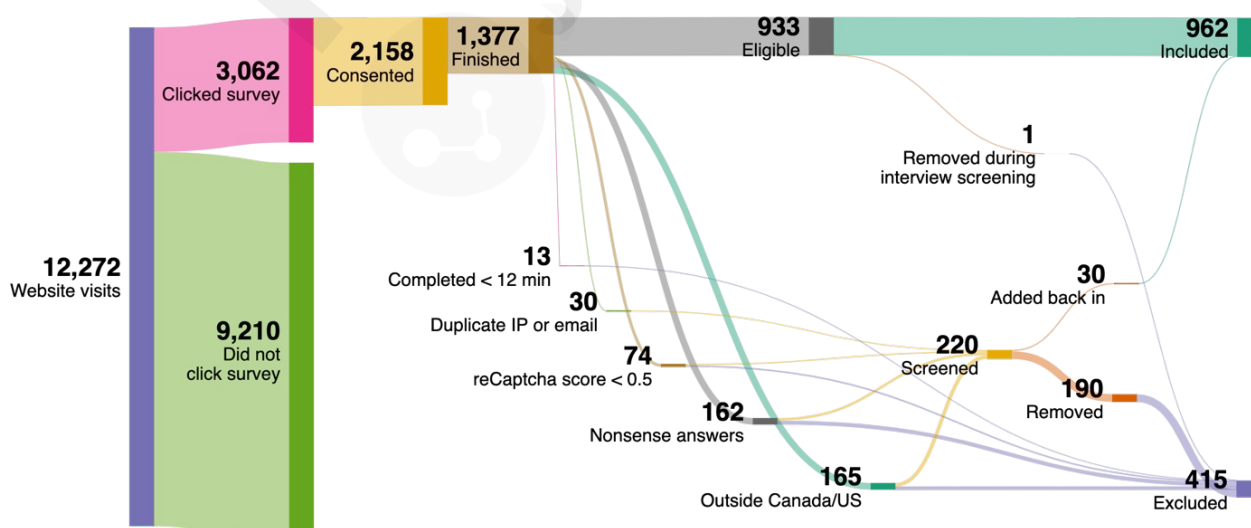 12,272
Website visits
3,062
Clicked survey
9,210
Did not
click survey
2,158
Consented
1,377
Finished
933
Eligible
962
Included
1
Removed during
interview screening
13
Completed < 12 min
30
Duplicate IP or email
74
reCaptcha score < 0.5
162
Nonsense answers
165
Outside Canada/US
220
Screened
30
Added back in
190
Removed
415
Excluded